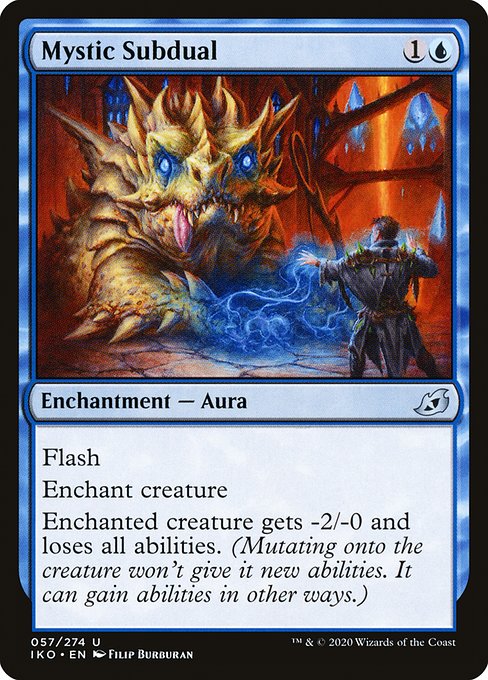 Mystic Subdual 1
Enchantment — Aura
Flash
Enchant creature
Enchanted creature gets -2/-0 and
loses all abilities. (Mutating onto the
creature won't give it new abilities. It
can gain abilities in other ways.)
057/274 U
IKO • EN Filip Burburan
™ & © 2020 Wizards of the Coast